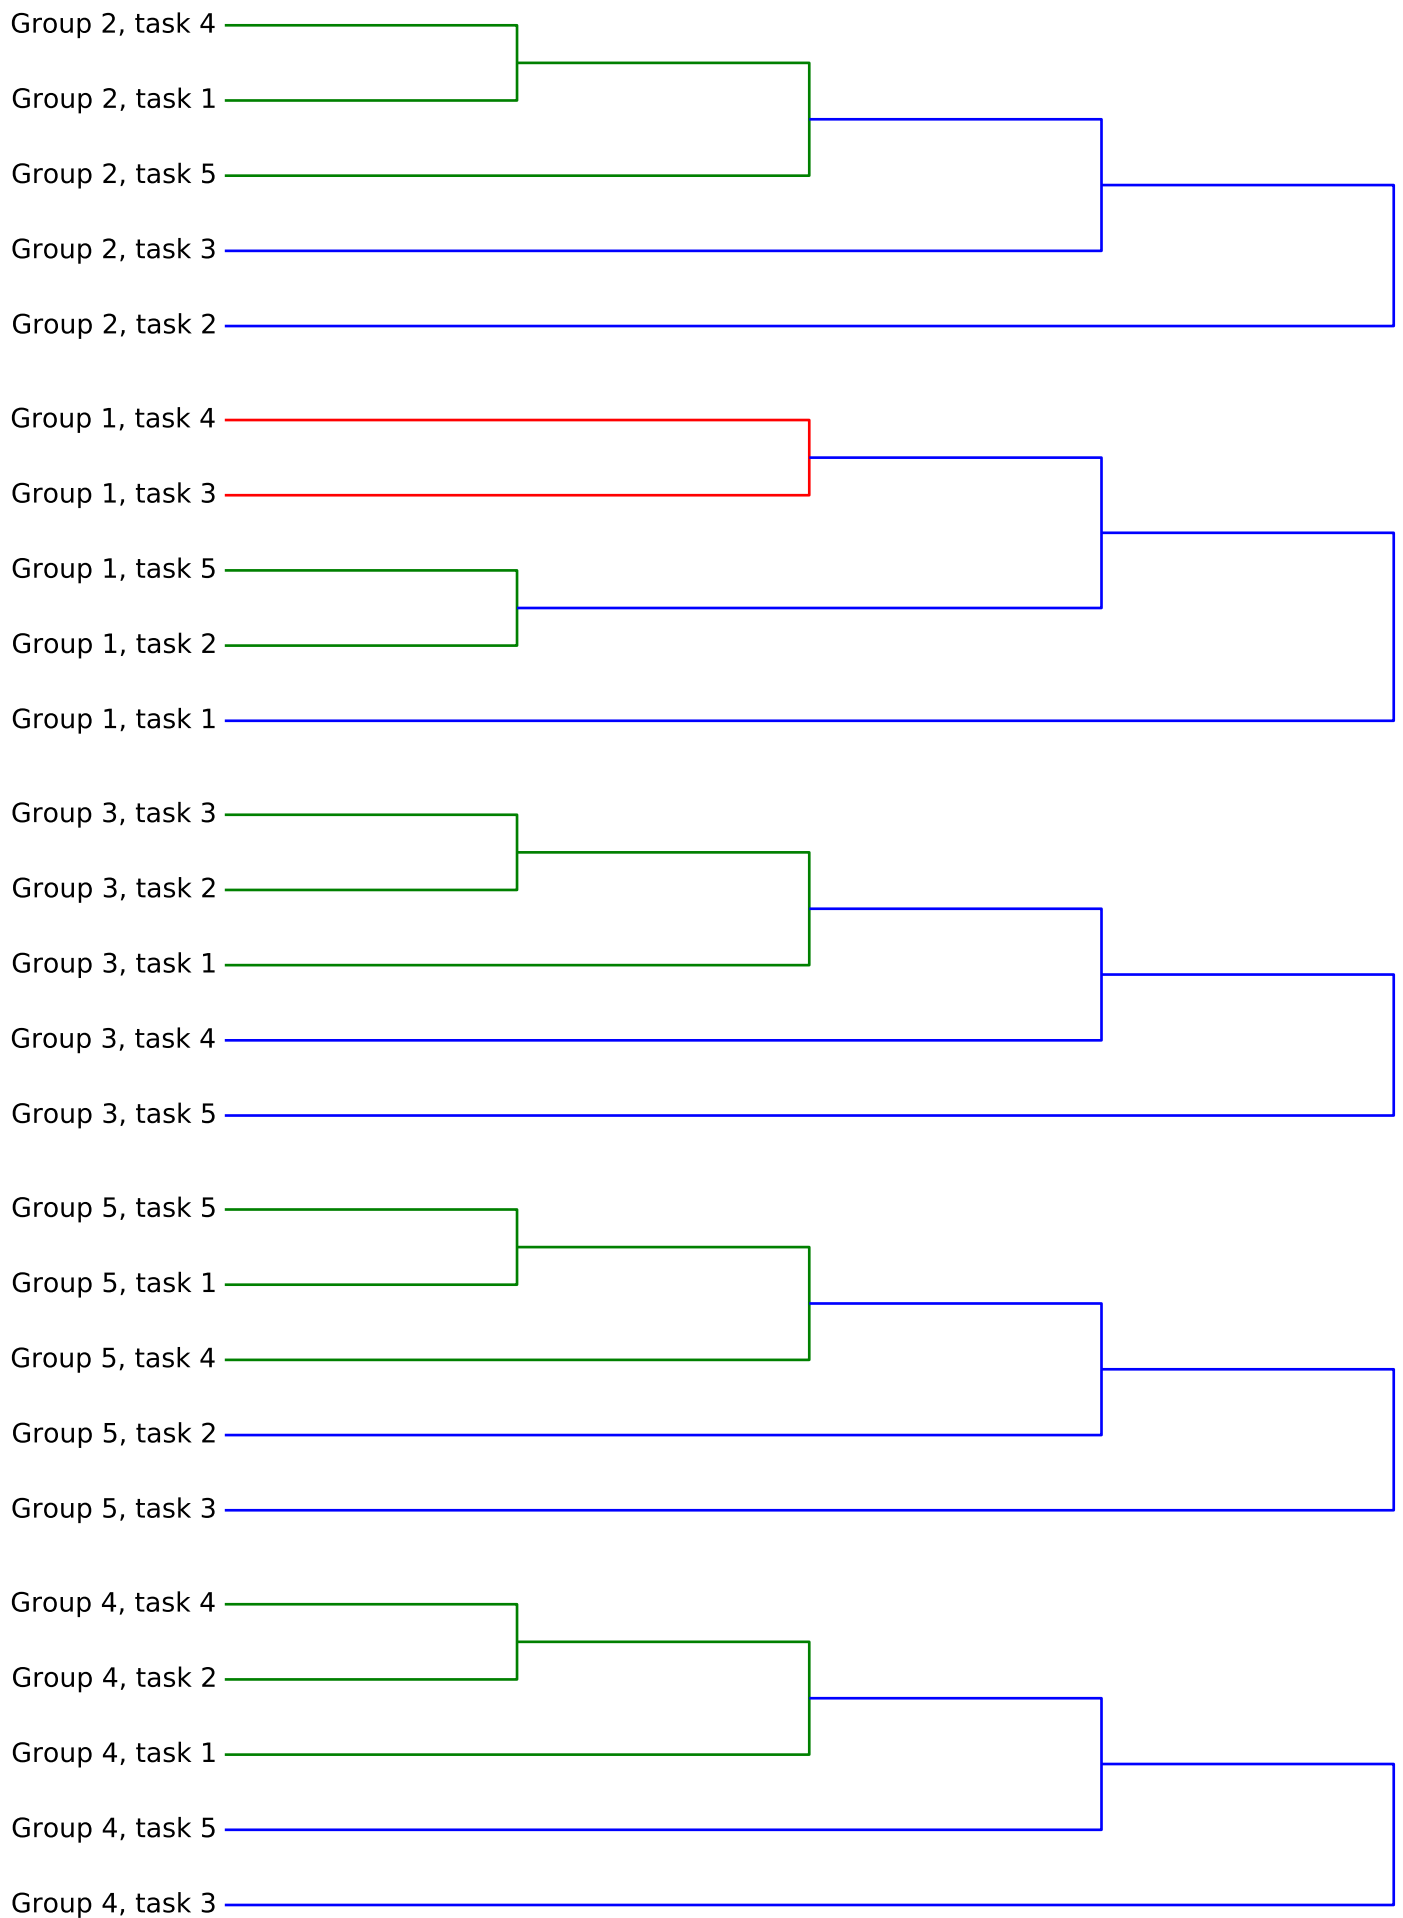 Group 2, task 4
Group 2, task 1
Group 2, task 5
Group 2, task 3
Group 2, task 2
Group 1, task 4
Group 1, task 3
Group 1, task 5
Group 1, task 2
Group 1, task 1
Group 3, task 3
Group 3, task 2
Group 3, task 1
Group 3, task 4
Group 3, task 5
Group 5, task 5
Group 5, task 1
Group 5, task 4
Group 5, task 2
Group 5, task 3
Group 4, task 4
Group 4, task 2
Group 4, task 1
Group 4, task 5
Group 4, task 3